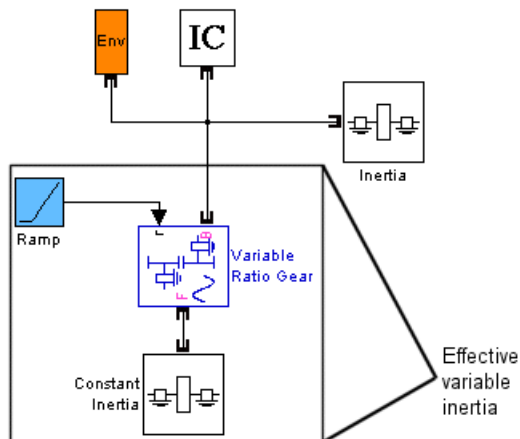 Env
IC
Inertia
Ramp
r
B
Variable
Ratio Gear
F
Constant
Inertia
Effective
variable
inertia